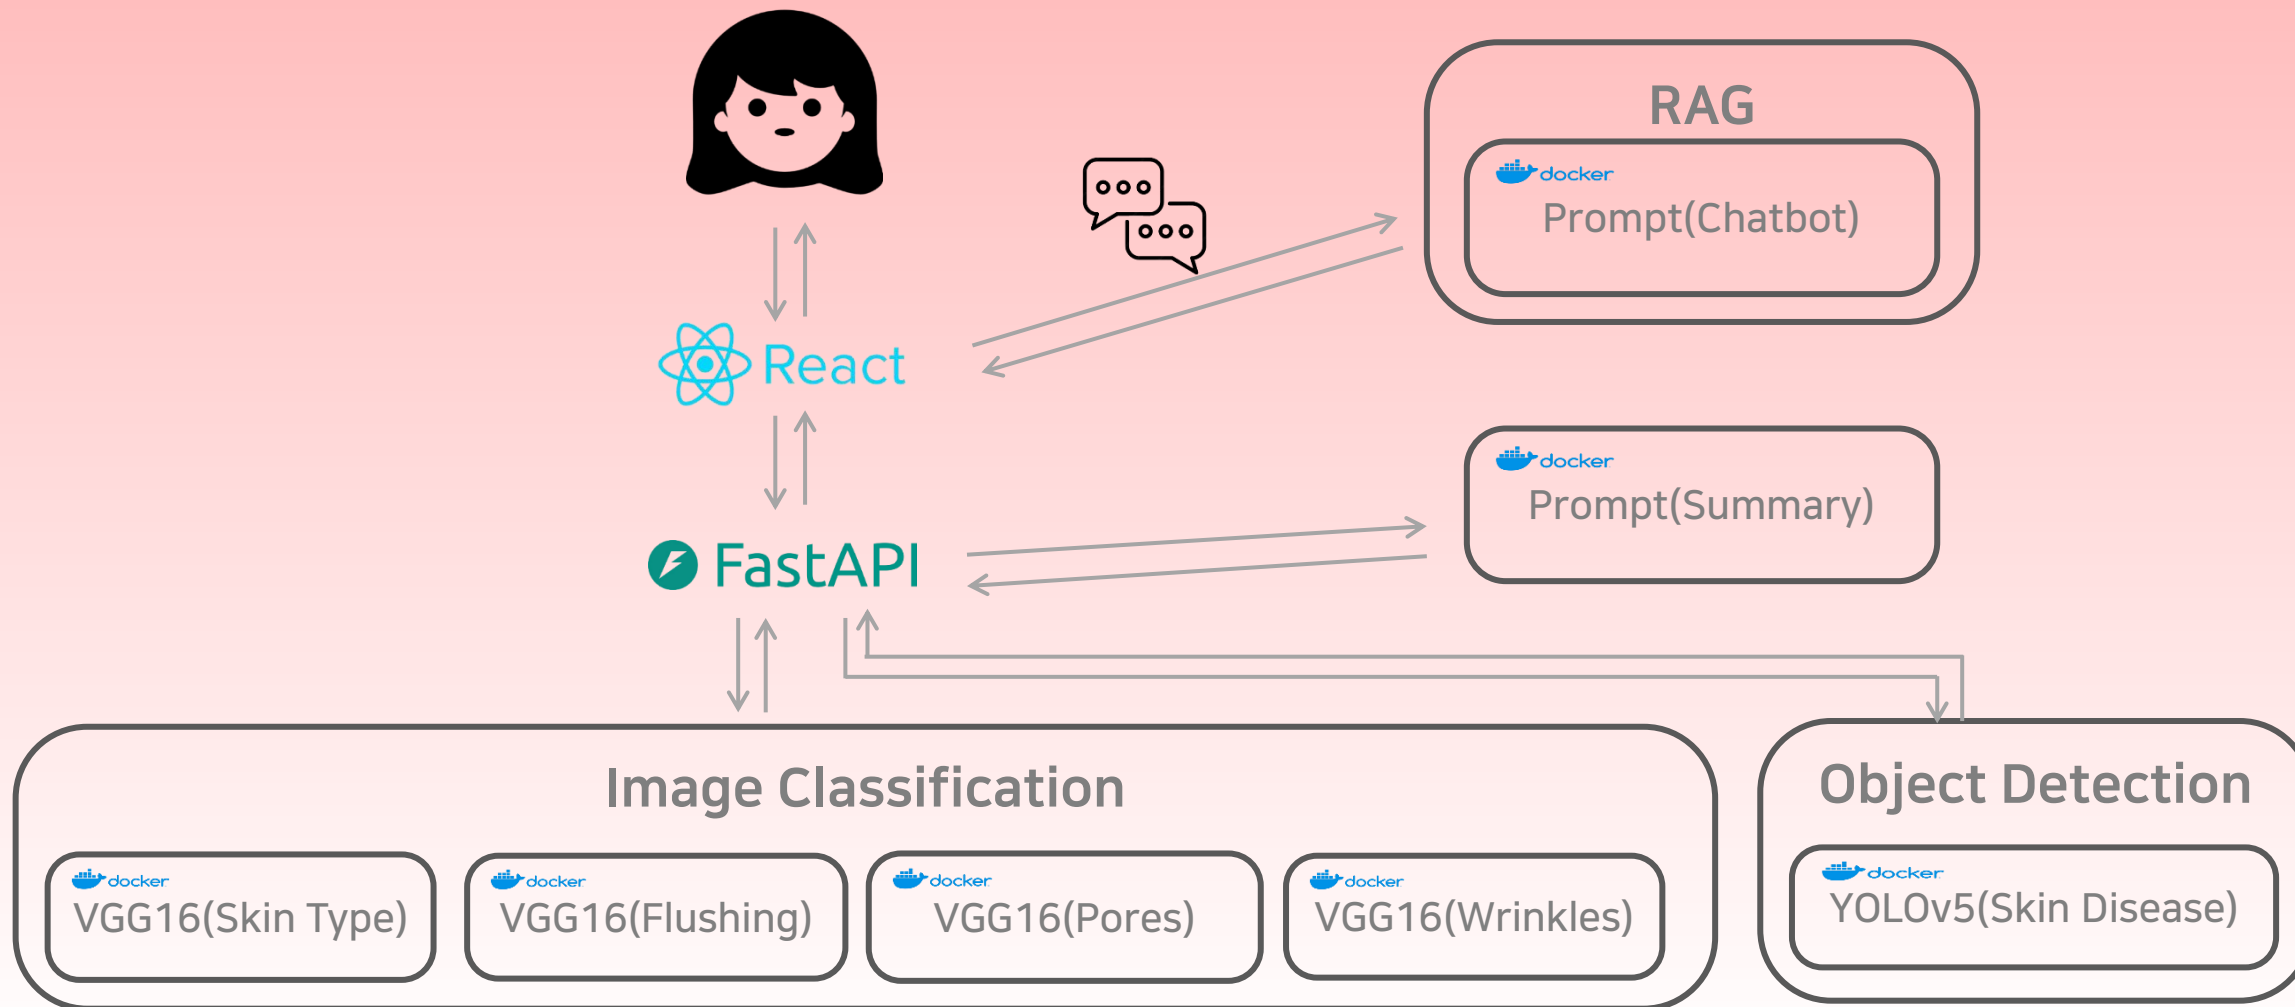 RAG
docker
Prompt(Chatbot)
React
docker
Prompt(Summary)
FastAPI
Image Classification
Object Detection
docker
VGG16(Skin Type)
docker
VGG16(Flushing)
docker
VGG16(Pores)
docker
VGG16(Wrinkles)
docker
YOLOv5(Skin Disease)